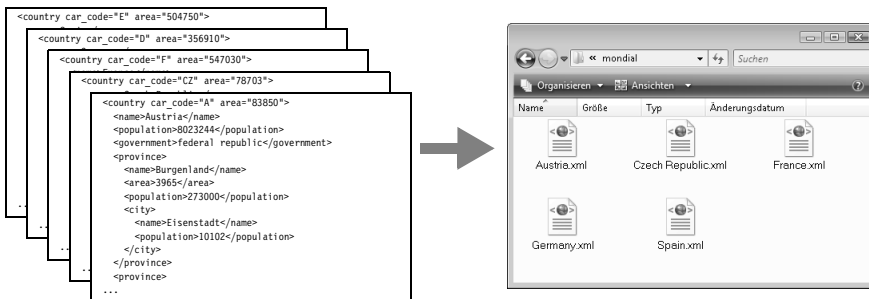 <country car_code="E" area="504750">
<country car_code="D" area="356910">
<country car_code="F" area="547030">
<country car_code="CZ" area="78703">
<country car_code="A" area="83850">
<name>Austria</name>
<population>8023244</population>
<government>federal republic</government>
<province>
<name>Burgenland</name>
<area>3965</area>
<population>273000</population>
<city>
<name>Eisenstadt</name>
<population>10102</population>
</city>
</province>
<province>
...
« mondial
Suchen
Organisieren Ansichten
Name Größe Typ Änderungsdatum
Austria.xml Czech Republic.xml France.xml
Germany.xml Spain.xml